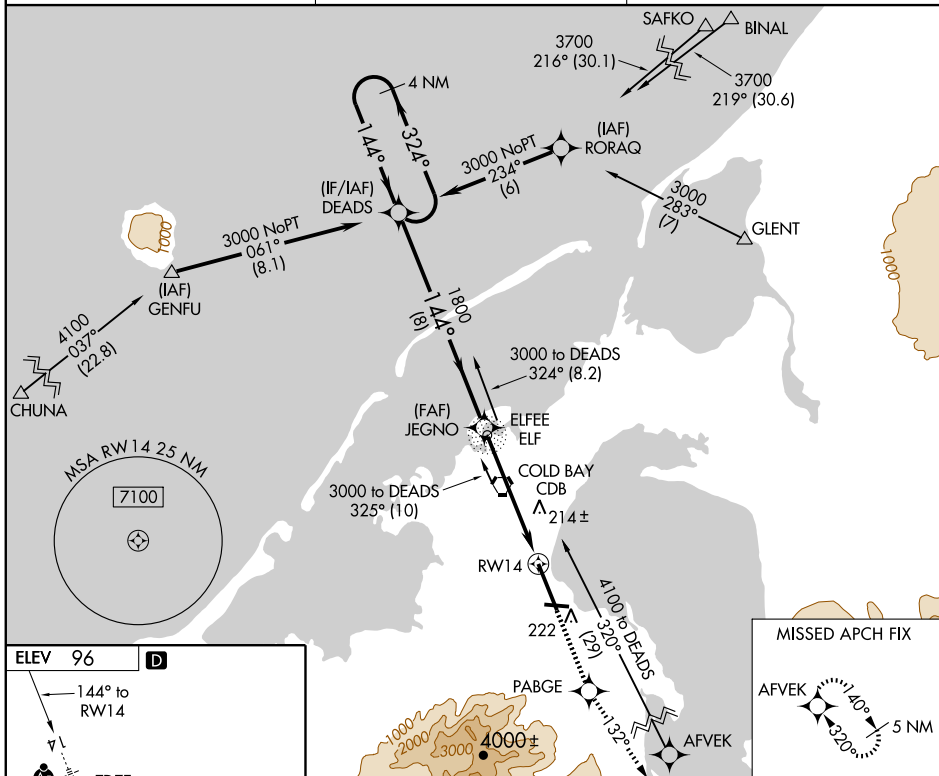 SAFKO
BINAL
3700
216° (30.1)
3700
219° (30.6)
4 NM
144°
324°
(IAF)
RORAQ
3000 NoPT
234°
(6)
(IF/IAF)
DEADS
3000
283°
(7)
GLENT
1000
3000 NoPT
061°
(8.1)
(IAF)
GENFU
1000
4100
037°
(22.8)
CHUNA
1800
144°
(8)
3000 to DEADS
324° (8.2)
(FAF)
JEGNO
ELFEE
ELF
MSA RW14 25 NM
7100
3000 to DEADS
325° (10)
COLD BAY
CDB
214±
RW14
4100 to DEADS
320°
(29)
222
PABGE
132°
AFVEK
1000
2000
3000
4000±
MISSED APCH FIX
AFVEK
140°
320°
5 NM
ELEV 96
D
144° to
RW14
14